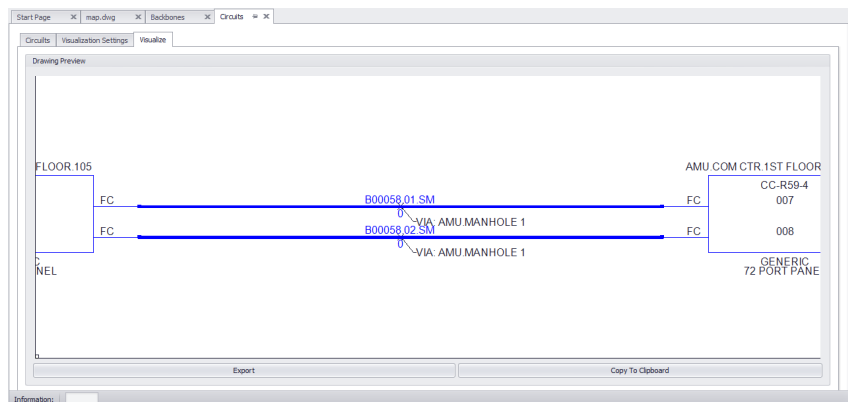 Start Page map.dwg Backbones Circuits
Circuilts Visualization Settings Visualize
Drawing Preview
FLOOR.105 AMU.COM CTR.1ST FLOOR
CC-R59-4
FC B00058,01.SM FC 007
0
VIA: AMU.MANHOLE 1
FC B00058,02.SM FC 008
0
VIA: AMU.MANHOLE 1
C GENERIC
NEL 72 PORT PANE
Export Copy To Clipboard
Information: